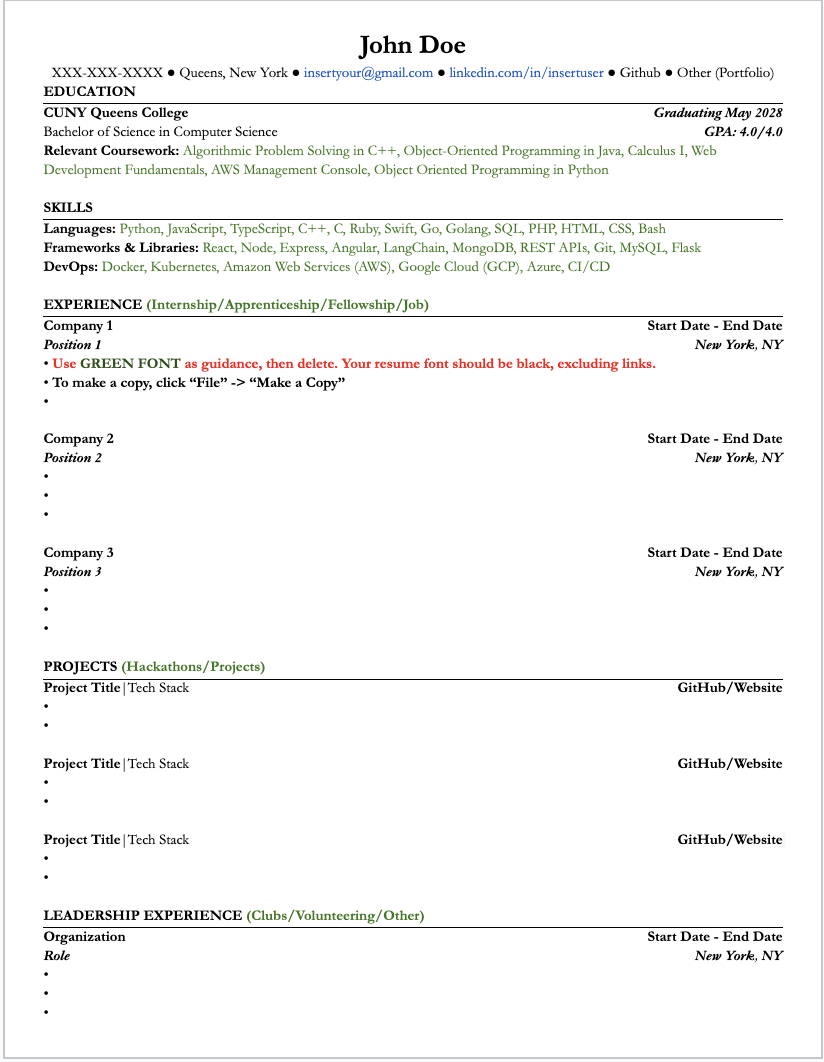 John Doe
XXX-XXX-XXXX ● Queens, New York ● insertyour@gmail.com ● linkedin.com/in/insertuser ● Github ● Other (Portfolio)
EDUCATION
CUNY Queens College Graduating May 2028
Bachelor of Science in Computer Science GPA: 4.0/4.0
Relevant Coursework: Algorithmic Problem Solving in C++, Object-Oriented Programming in Java, Calculus I, Web
Development Fundamentals, AWS Management Console, Object Oriented Programming in Python
SKILLS
Languages: Python, JavaScript, TypeScript, C++, C, Ruby, Swift, Go, Golang, SQL, PHP, HTML, CSS, Bash
Frameworks & Libraries: React, Node, Express, Angular, LangChain, MongoDB, REST APIs, Git, MySQL, Flask
DevOps: Docker, Kubernetes, Amazon Web Services (AWS), Google Cloud (GCP), Azure, CI/CD
EXPERIENCE (Internship/Apprenticeship/Fellowship/Job)
Company 1 Start Date - End Date
Position 1 New York, NY
• Use GREEN FONT as guidance, then delete. Your resume font should be black, excluding links.
• To make a copy, click “File” -> “Make a Copy”
•
Company 2 Start Date - End Date
Position 2 New York, NY
•
•
•
Company 3 Start Date - End Date
Position 3 New York, NY
•
•
•
PROJECTS (Hackathons/Projects)
Project Title|Tech Stack GitHub/Website
•
•
Project Title|Tech Stack GitHub/Website
•
•
Project Title|Tech Stack GitHub/Website
•
•
LEADERSHIP EXPERIENCE (Clubs/Volunteering/Other)
Organization Start Date - End Date
Role New York, NY
•
•
•